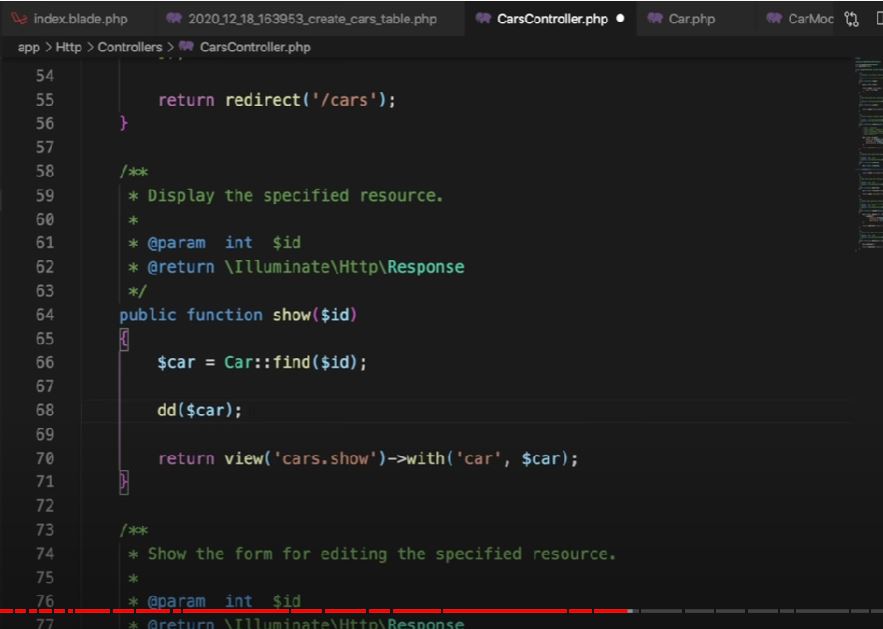 index.blade.php 2020_12_18_163953_create_cars_table.php CarsController.php Car.php CarMoc
app > Http > Controllers > CarsController.php
54
55 return redirect('/cars');
56 }
57
58 /**
59 * Display the specified resource.
60 *
61 * @param int $id
62 * @return \Illuminate\Http\Response
63 */
64 public function show($id)
65 {
66 $car = Car::find($id);
67
68 dd($car);
69
70 return view('cars.show')->with('car', $car);
71 }
72
73 /**
74 * Show the form for editing the specified resource.
75 *
76 * @param int $id
77 * @return \Illuminate\Http\Response